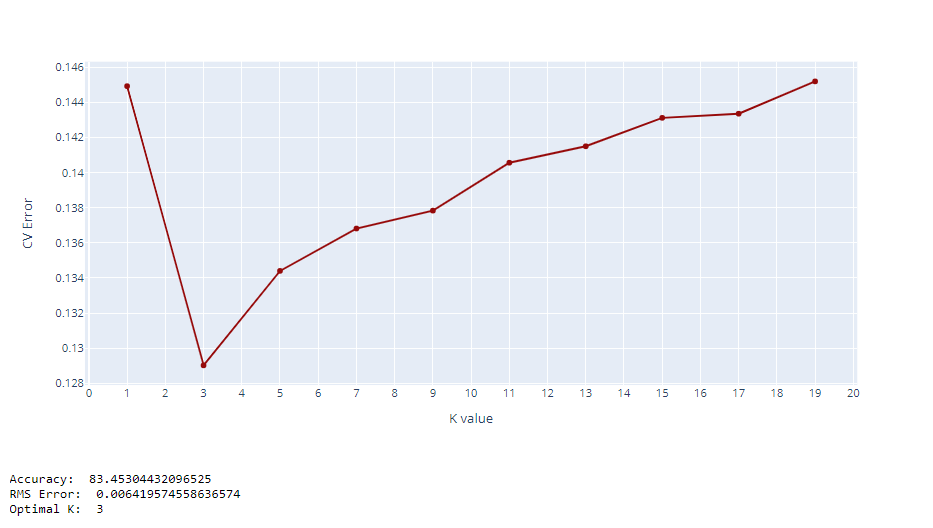 0.146
0.144
0.142
0.14
0.138
0.136
0.134
0.132
0.13
0.128
CV Error
0 1 2 3 4 5 6 7 8 9 10 11 12 13 14 15 16 17 18 19 20
K value
Accuracy: 83.45304432096525
RMS Error: 0.006419574558636574
Optimal K: 3